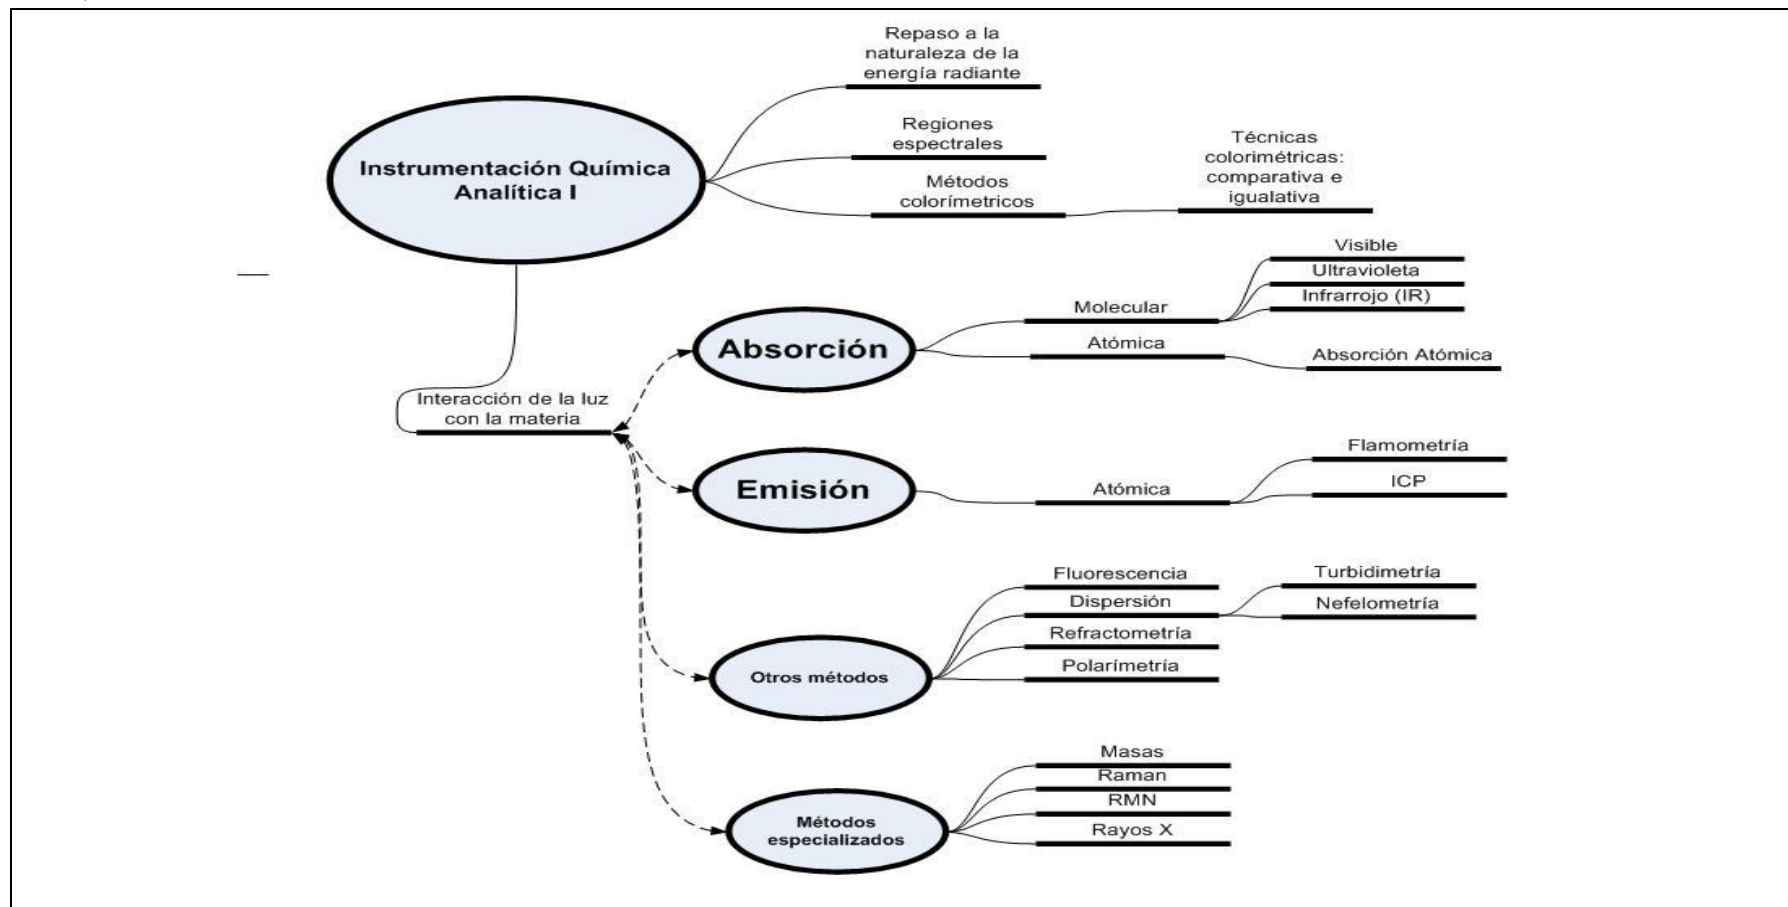 Repaso a la
naturaleza de la
energía radiante
Instrumentación Química
Analítica I
Regiones
espectrales
Métodos
colorímetricos
Técnicas
colorimétricas:
comparativa e
igualativa
Interacción de la luz
con la materia
Absorción
Molecular
Visible
Ultravioleta
Infrarrojo (IR)
Atómica
Absorción Atómica
Emisión
Atómica
Flamometría
ICP
Otros métodos
Fluorescencia
Dispersión
Turbidimetría
Nefelometría
Refractometría
Polarímetría
Métodos
especializados
Masas
Raman
RMN
Rayos X